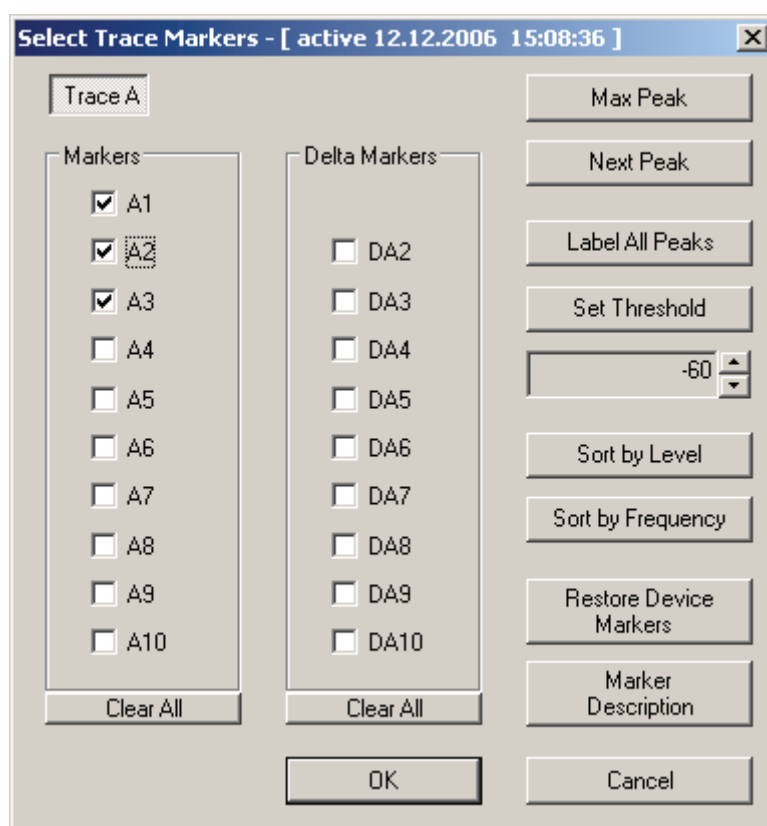 Select Trace Markers - [ active 12.12.2006  15:08:36 ]
Trace A
Markers
A1
A2
A3
A4
A5
A6
A7
A8
A9
A10
Clear All
Delta Markers
DA2
DA3
DA4
DA5
DA6
DA7
DA8
DA9
DA10
Clear All
Max Peak
Next Peak
Label All Peaks
Set Threshold
-60
Sort by Level
Sort by Frequency
Restore Device
Markers
Marker
Description
OK
Cancel